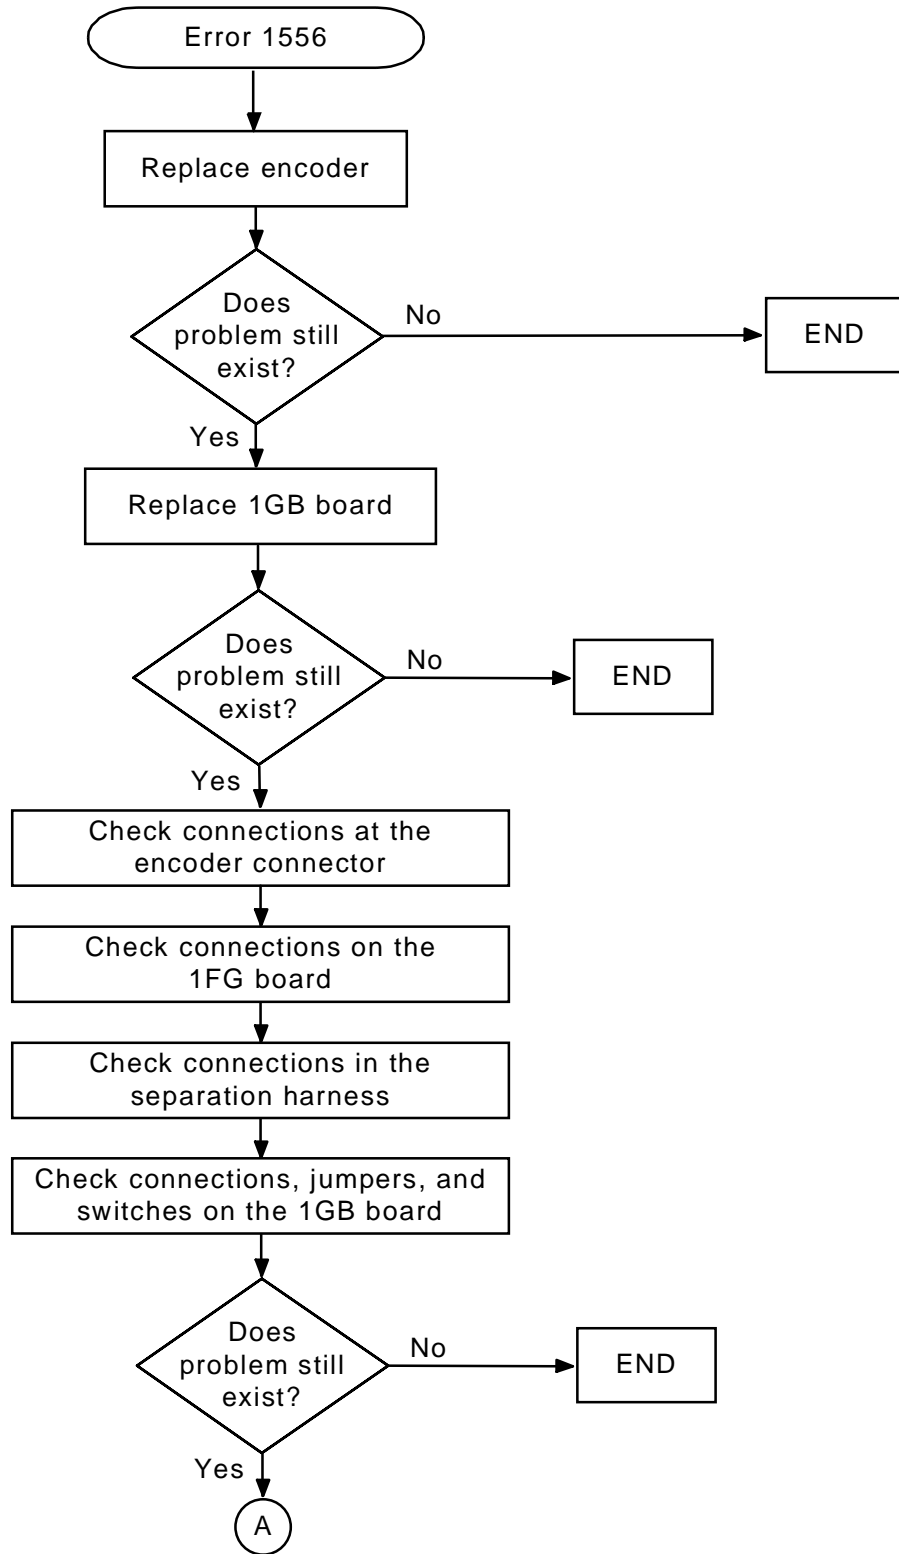 Error 1556
Replace encoder
Does
problem still
exist?
No
END
Yes
Replace 1GB board
Does
problem still
exist?
No
END
Yes
Check connections at the
encoder connector
Check connections on the
1FG board
Check connections in the
separation harness
Check connections, jumpers, and
switches on the 1GB board
Does
problem still
exist?
No
END
Yes
A